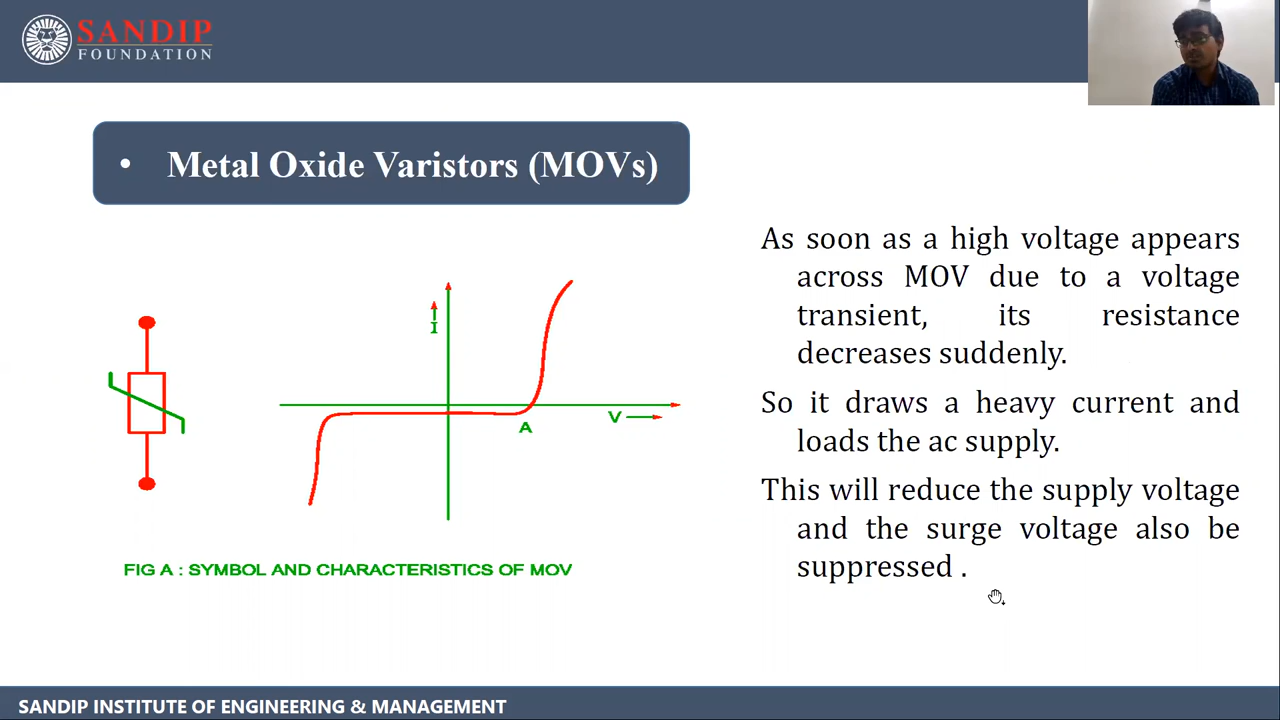 SANDIP
FOUNDATION
• Metal Oxide Varistors (MOVs)
I
V
A
FIG A : SYMBOL AND CHARACTERISTICS OF MOV
As soon as a high voltage appears
across MOV due to a voltage
transient, its resistance
decreases suddenly.
So it draws a heavy current and
loads the ac supply.
This will reduce the supply voltage
and the surge voltage also be
suppressed .
SANDIP INSTITUTE OF ENGINEERING & MANAGEMENT